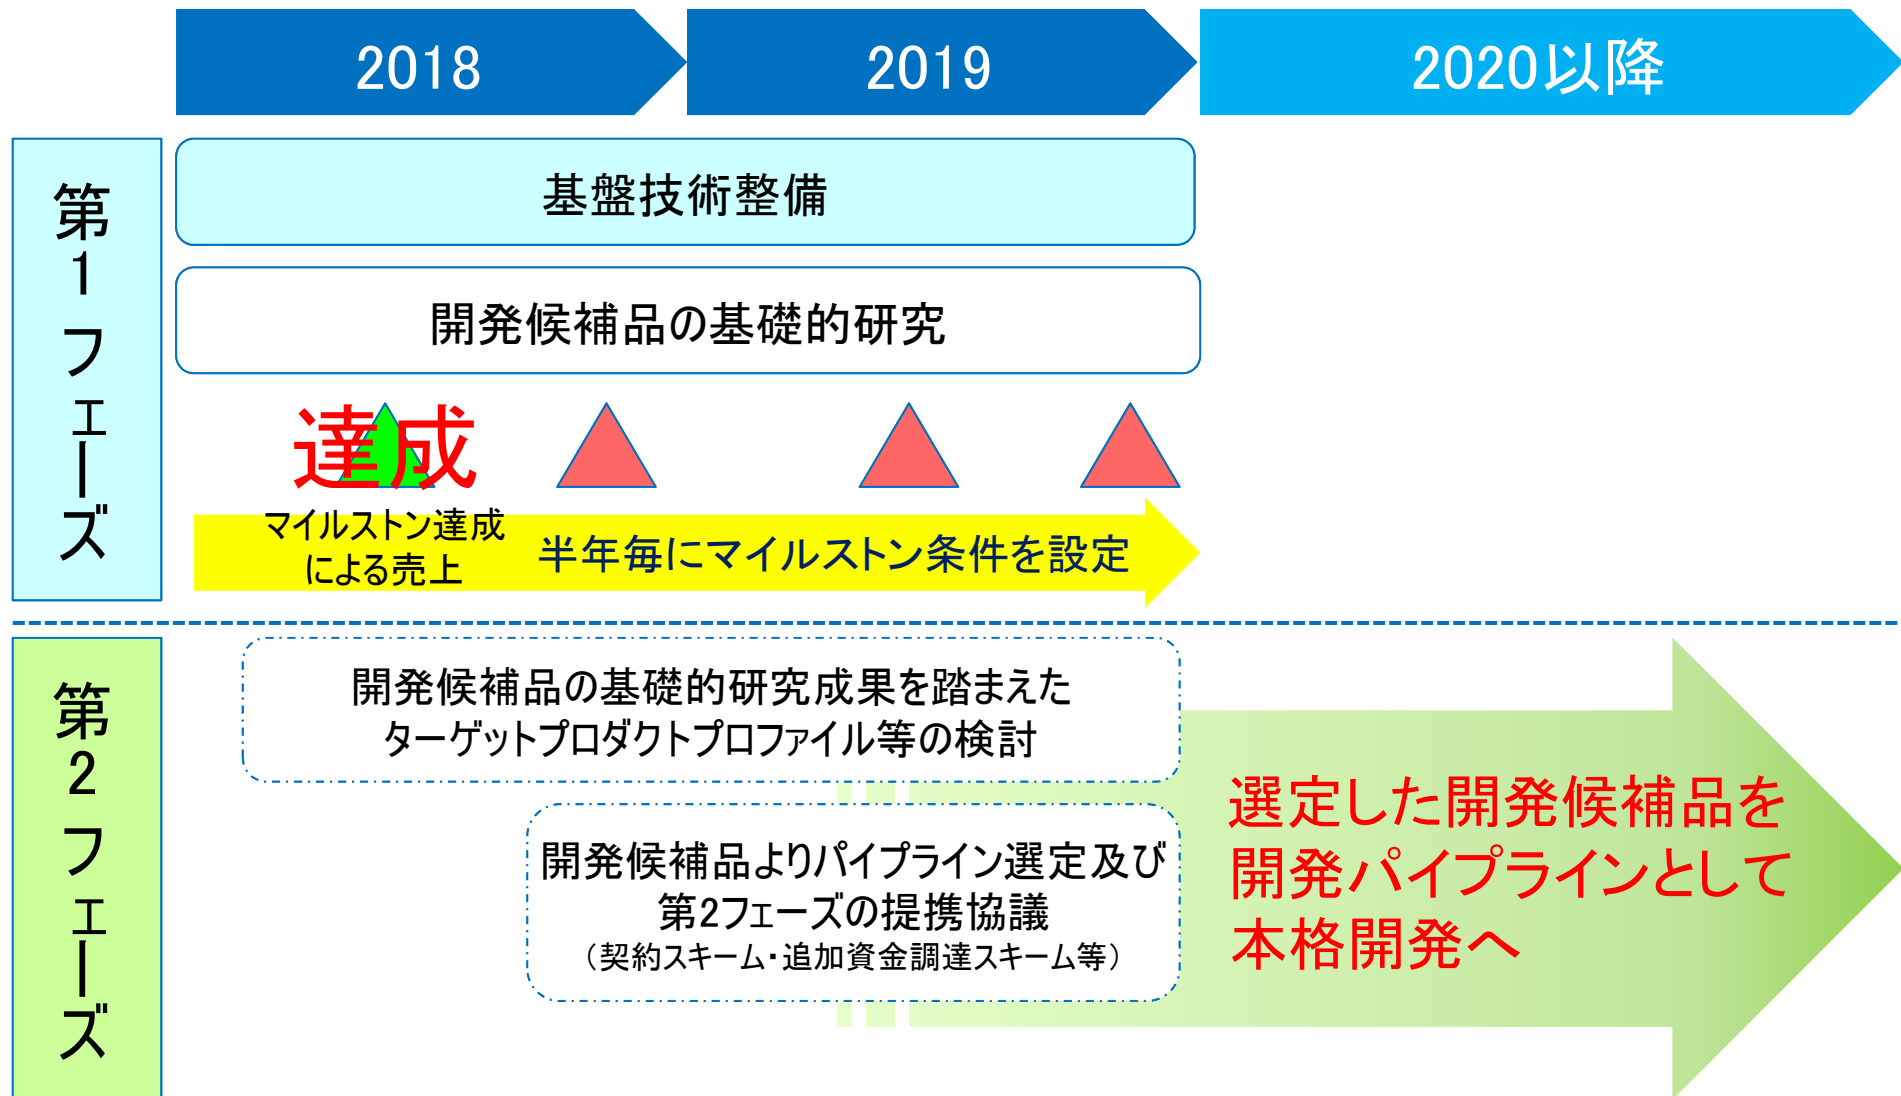 2018
2019
2020以降
第1フェーズ
基盤技術整備
開発候補品の基礎的研究
達成
マイルストン達成
による売上
半年毎にマイルストン条件を設定
第2フェーズ
開発候補品の基礎的研究成果を踏まえた
ターゲットプロダクトプロファイル等の検討
開発候補品よりパイプライン選定及び
第2フェーズの提携協議
（契約スキーム・追加資金調達スキーム等）
選定した開発候補品を
開発パイプラインとして
本格開発へ